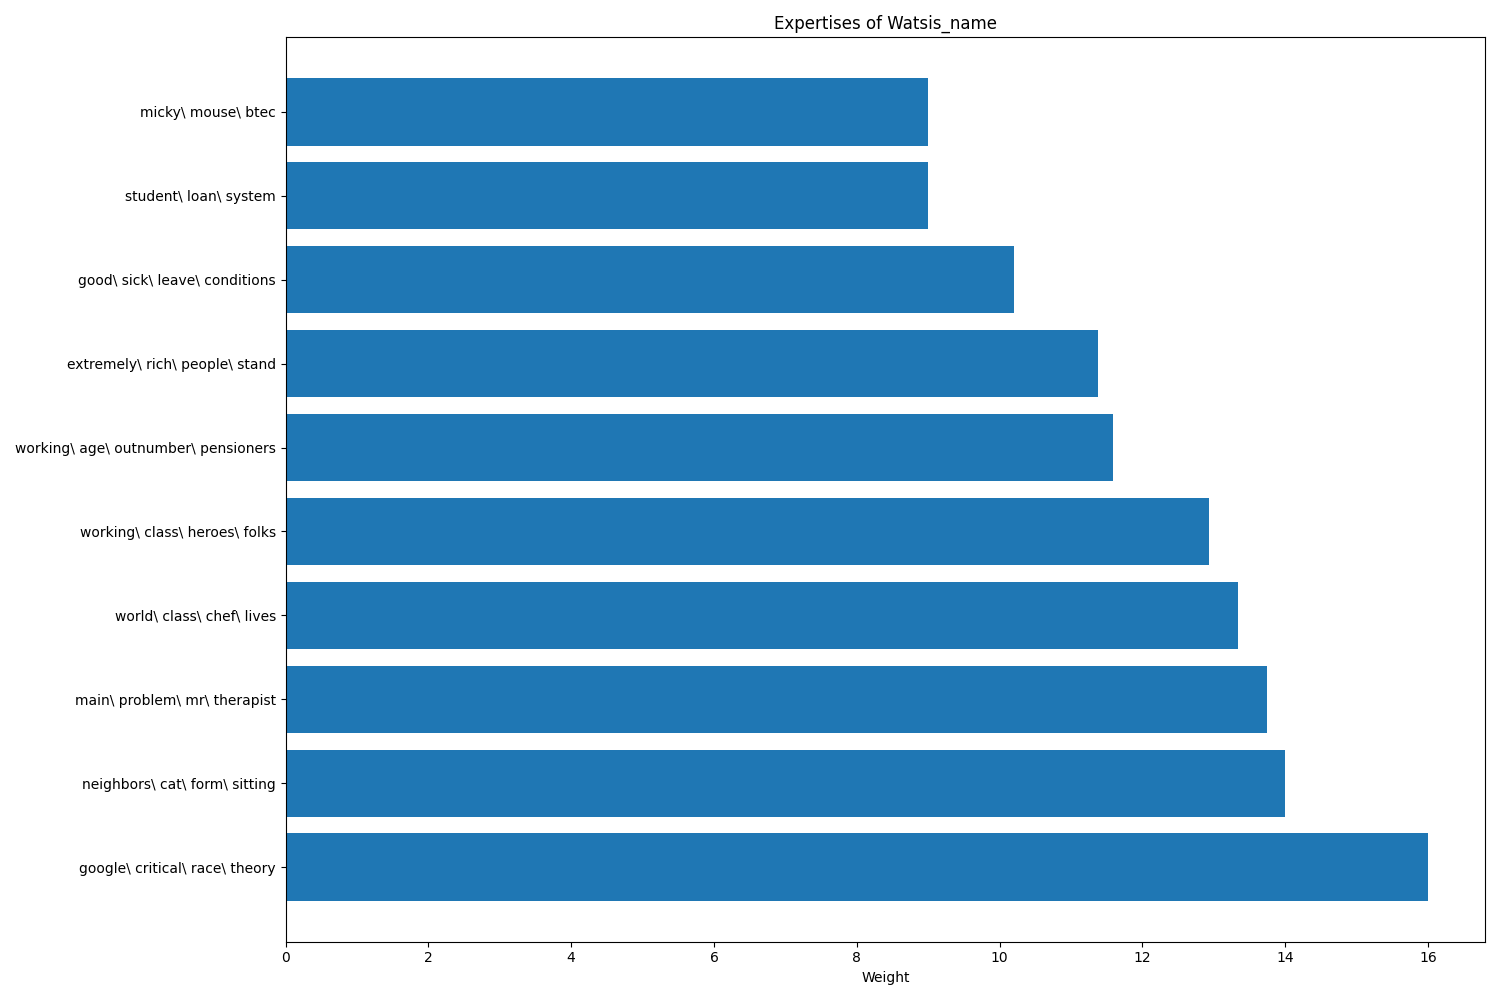 Expertises of Watsis_name
micky\ mouse\ btec
student\ loan\ system
good\ sick\ leave\ conditions
extremely\ rich\ people\ stand
working\ age\ outnumber\ pensioners
working\ class\ heroes\ folks
world\ class\ chef\ lives
main\ problem\ mr\ therapist
neighbors\ cat\ form\ sitting
google\ critical\ race\ theory
0 2 4 6 8 10 12 14 16
Weight